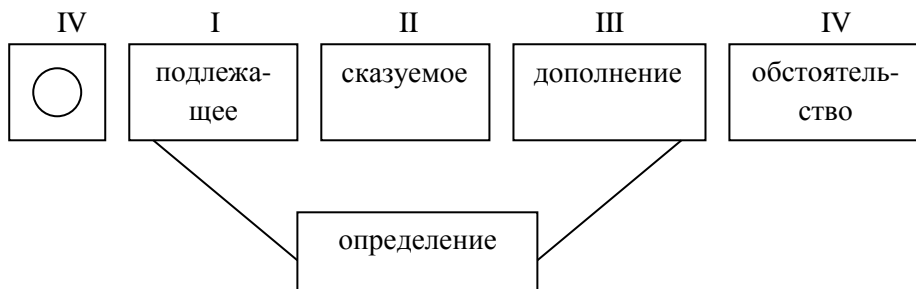 IV I II III IV
подлежа-
щее
сказуемое
дополнение
обстоятель-
ство
определение